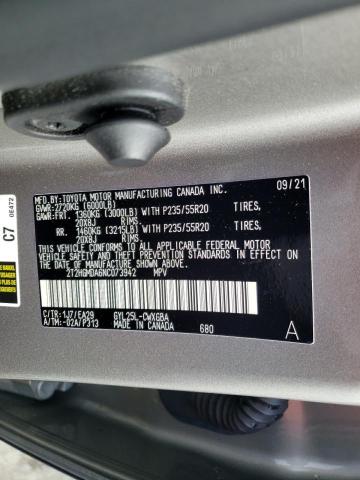 MFD.BY:TOYOTA MOTOR MANUFACTURING CANADA INC. 09/21
GVWR:2720KG (6000LB)
GAWR:FRT. 1360KG (3000LB)WITH P235/55R20 TIRES,
20X8J RIMS,
RR. 1460KG (3215LB)WITH P235/55R20 TIRES,
20X8J RIMS,
THIS VEHICLE CONFORMS TO ALL APPLICABLE
FEDERAL MOTOR VEHICLE SAFETY, BUMPER, AND
THEFT PREVENTION STANDARDS IN EFFECT ON THE
DATE OF MANUFACTURE SHOWN ABOVE.
2T2HGMDA6NC073942 MPV
C/TR:1J7/EA29 GYL25L-CWXGBA
A/TM:-02A/P313 MADE IN CANADA 680 A
C7
0E472